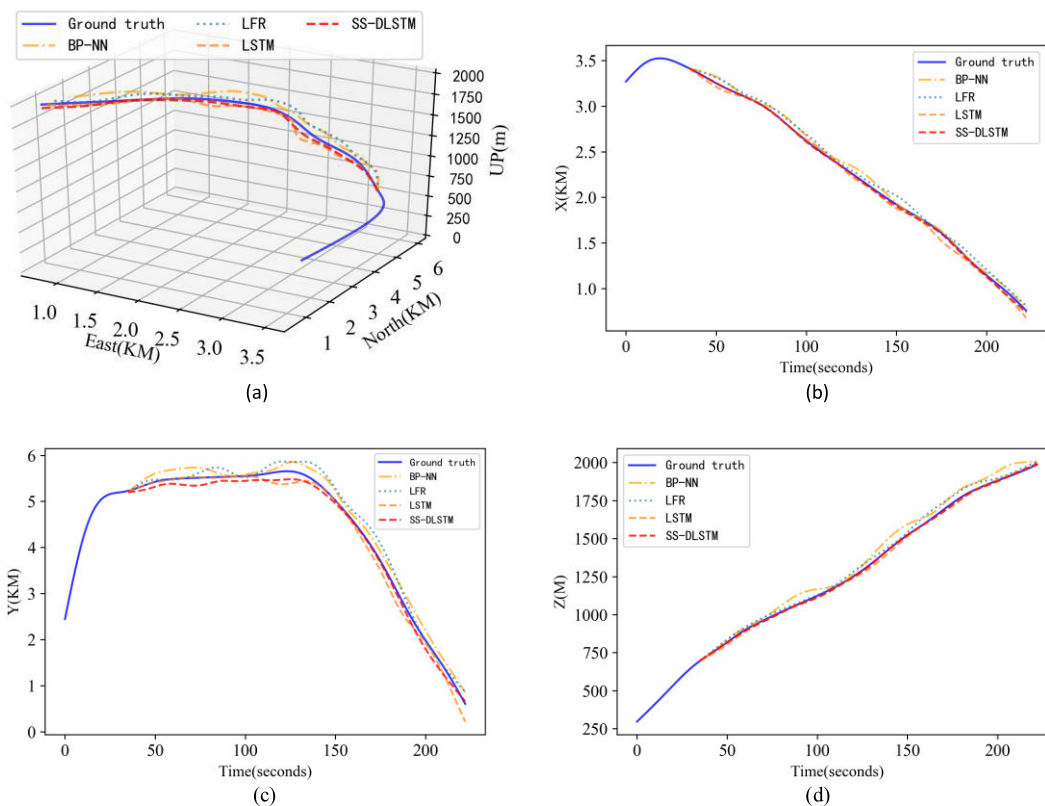 Ground truth
BP-NN
LFR
LSTM
SS-DLSTM
2000
1750
1500
1250
1000
750
500
250
0
UP(m)
1.0
1.5
2.0
2.5
3.0
3.5
East(KM)
1
2
3
4
5
6
North(KM)
(a)
3.5
3.0
2.5
2.0
1.5
1.0
X(KM)
Ground truth
BP-NN
LFR
LSTM
SS-DLSTM
0
50
100
150
200
Time(seconds)
(b)
6
5
4
3
2
1
0
Y(KM)
Ground truth
BP-NN
LFR
LSTM
SS-DLSTM
0
50
100
150
200
Time(seconds)
(c)
2000
1750
1500
1250
1000
750
500
250
Z(M)
Ground truth
BP-NN
LFR
LSTM
SS-DLSTM
0
50
100
150
200
Time(seconds)
(d)